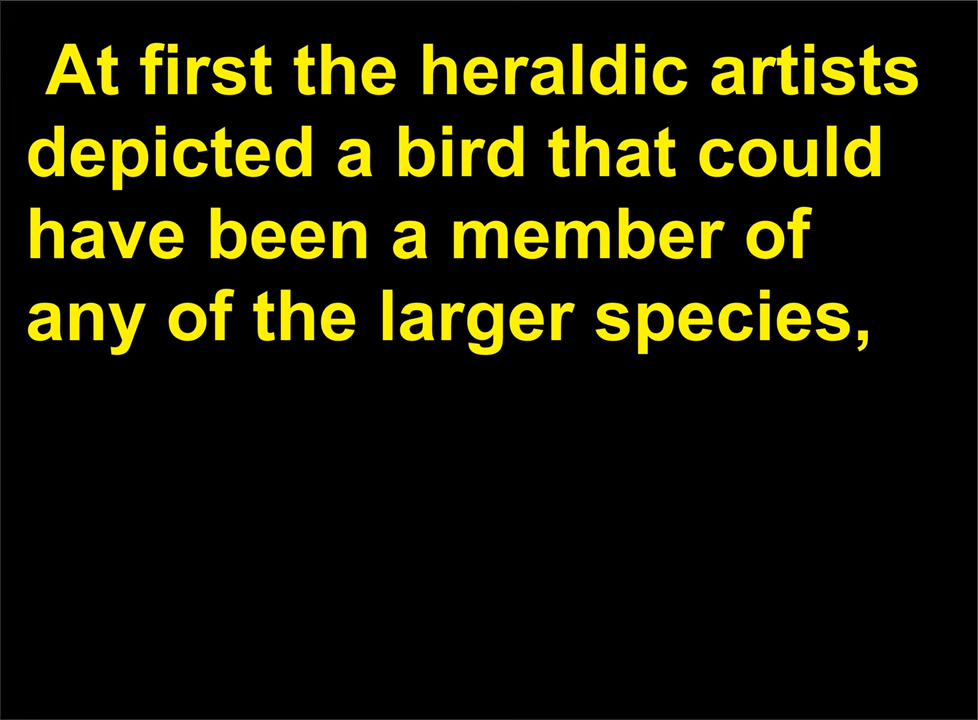 At first the heraldic artists
depicted a bird that could
have been a member of
any of the larger species,